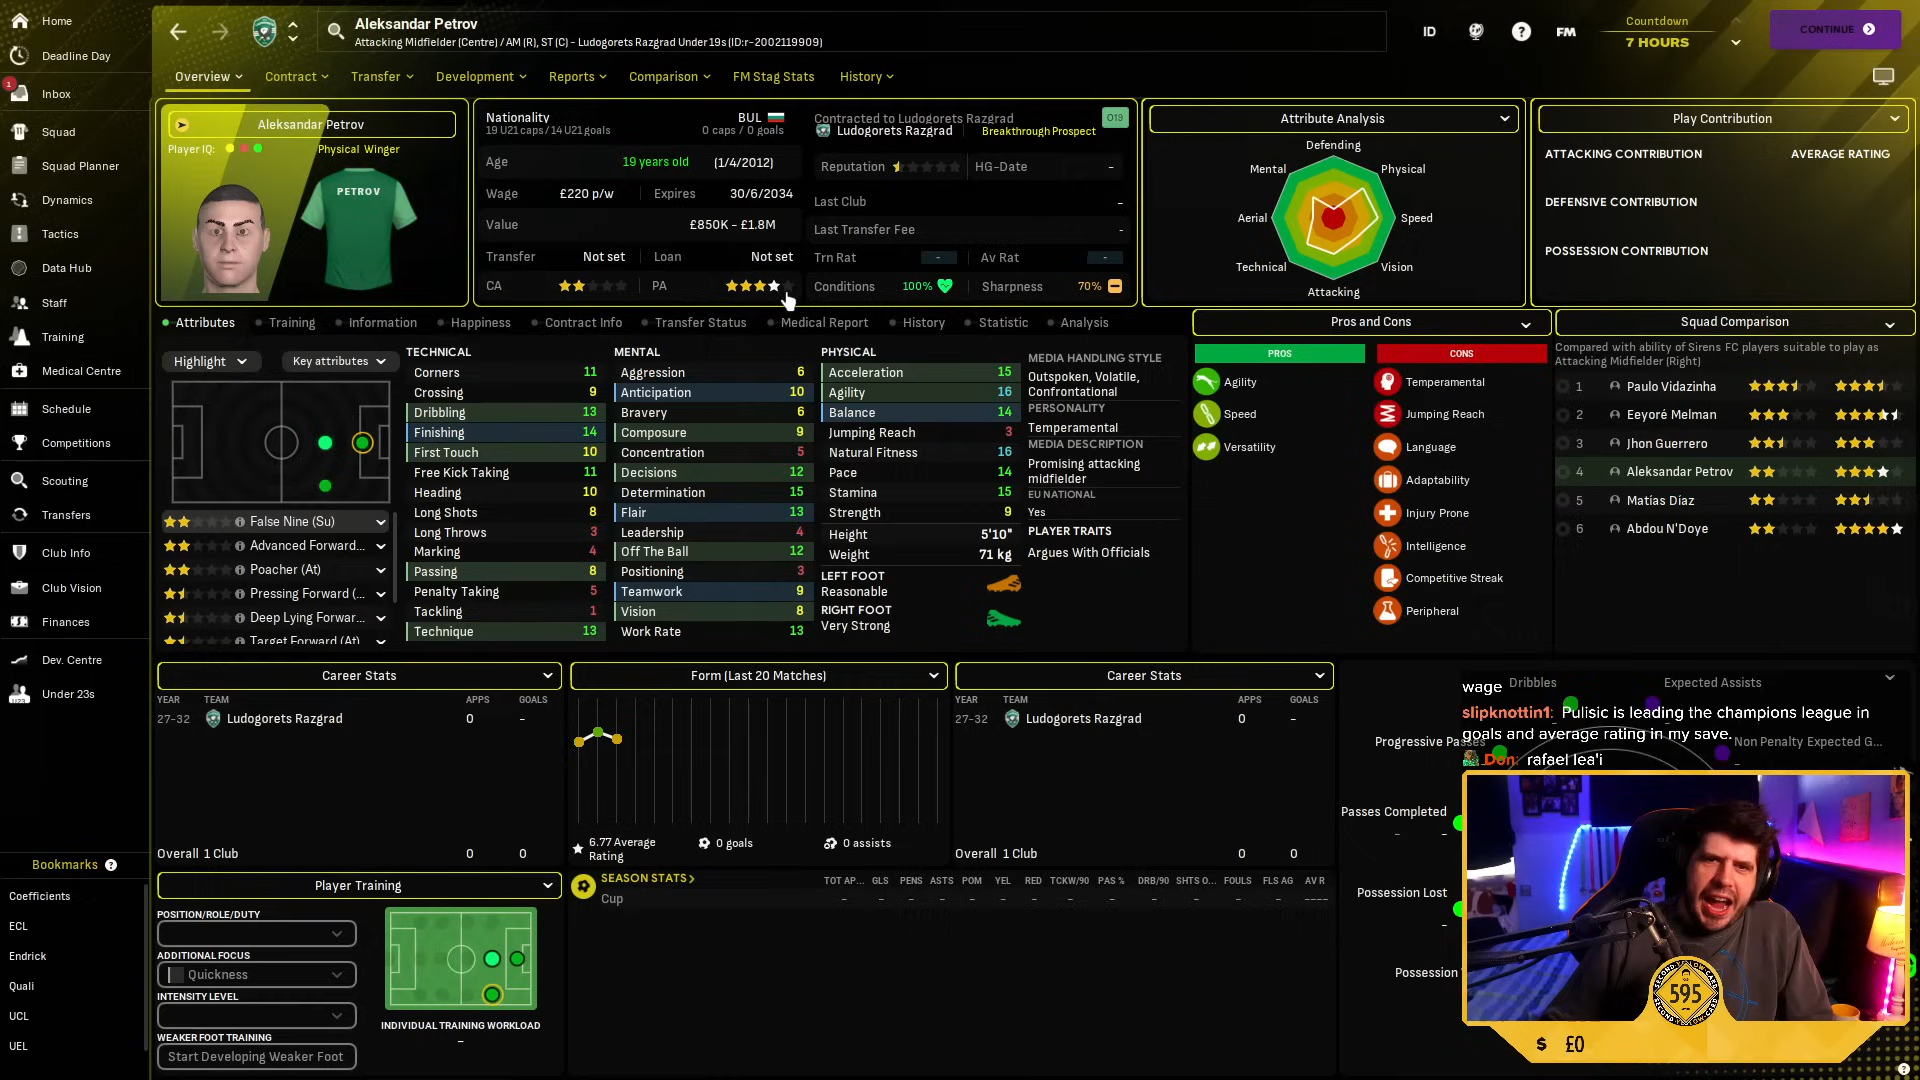 Home
Deadline Day
1
Inbox
Squad
Squad Planner
Dynamics
Tactics
Data Hub
Staff
Training
Medical Centre
Schedule
Competitions
Scouting
Transfers
Club Info
Club Vision
Finances
Dev. Centre
Under 23s
Bookmarks ?
Coefficients
ECL
Endrick
Quali
UCL
UEL
Aleksandar Petrov
Attacking Midfielder (Centre) / AM (R), ST (C) - Ludogorets Razgrad Under 19s (ID:r-2002119909)
ID
?
FM
Countdown
7 HOURS
CONTINUE
Overview
Contract
Transfer
Development
Reports
Comparison
FM Stag Stats
History
Aleksandar Petrov
Player IQ:
Physical Winger
PETROV
Nationality
19 U21 caps / 14 U21 goals
BUL
0 caps / 0 goals
Age
19 years old (1/4/2012)
Wage £220 p/w
Expires 30/6/2034
Value £850K - £1.8M
Transfer Not set
Loan Not set
CA
PA
Contracted to Ludogorets Razgrad
Ludogorets Razgrad
Breakthrough Prospect
O19
Reputation
HG-Date -
Last Club -
Last Transfer Fee -
Trn Rat -
Av Rat -
Conditions 100%
Sharpness 70%
Attribute Analysis
Defending
Mental
Physical
Aerial
Speed
Technical
Vision
Attacking
Play Contribution
ATTACKING CONTRIBUTION
AVERAGE RATING
DEFENSIVE CONTRIBUTION
POSSESSION CONTRIBUTION
Attributes
Training
Information
Happiness
Contract Info
Transfer Status
Medical Report
History
Statistic
Analysis
Highlight
Key attributes
False Nine (Su)
Advanced Forward...
Poacher (At)
Pressing Forward (...
Deep Lying Forwar...
Target Forward (At)
TECHNICAL
Corners 11
Crossing 9
Dribbling 13
Finishing 14
First Touch 10
Free Kick Taking 11
Heading 10
Long Shots 8
Long Throws 3
Marking 4
Passing 8
Penalty Taking 5
Tackling 1
Technique 13
MENTAL
Aggression 6
Anticipation 10
Bravery 6
Composure 9
Concentration 5
Decisions 12
Determination 15
Flair 13
Leadership 4
Off The Ball 12
Positioning 3
Teamwork 9
Vision 8
Work Rate 13
PHYSICAL
Acceleration 15
Agility 16
Balance 14
Jumping Reach 3
Natural Fitness 16
Pace 14
Stamina 15
Strength 9
Height 5'10"
Weight 71 kg
LEFT FOOT
Reasonable
RIGHT FOOT
Very Strong
MEDIA HANDLING STYLE
Outspoken, Volatile,
Confrontational
PERSONALITY
Temperamental
MEDIA DESCRIPTION
Promising attacking
midfielder
EU NATIONAL
Yes
PLAYER TRAITS
Argues With Officials
Pros and Cons
PROS
Agility
Speed
Versatility
CONS
Temperamental
Jumping Reach
Language
Adaptability
Injury Prone
Intelligence
Competitive Streak
Peripheral
Squad Comparison
Compared with ability of Sirens FC players suitable to play as
Attacking Midfielder (Right)
1 Paulo Vidazinha
2 Eeyoré Melman
3 Jhon Guerrero
4 Aleksandar Petrov
5 Matías Díaz
6 Abdou N'Doye
Career Stats
YEAR TEAM APPS GOALS
27-32 Ludogorets Razgrad 0 -
Overall 1 Club 0 0
Form (Last 20 Matches)
6.77 Average
Rating
0 goals
0 assists
Career Stats
YEAR TEAM APPS GOALS
27-32 Ludogorets Razgrad 0 -
Overall 1 Club 0 0
Player Training
POSITION/ROLE/DUTY
ADDITIONAL FOCUS
Quickness
INTENSITY LEVEL
WEAKER FOOT TRAINING
Start Developing Weaker Foot
INDIVIDUAL TRAINING WORKLOAD
-
SEASON STATS
TOT AP... GLS PENS ASTS POM YEL RED TCKW/90 PAS % DRB/90 SHTS O... FOULS FLS AG AV R
Cup - - - - - - - - - - - - - ----
Dribbles
Expected Assists
Non Penalty Expected G...
Progressive Passes
Passes Completed
Possession Lost
Possession
wage
slipknottin1: Pulisic is leading the champions league in
goals and average rating in my save.
Don: rafael lea'i
SECOND YELLOW CARD
595
$ £0